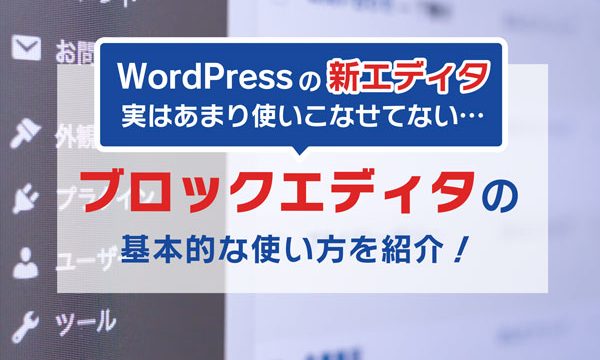 お問
WordPressの新エディタ
実はあまり使いこなせてない…
外観
ブロックエディタの
プラグイン
基本的な使い方を紹介!
ユーザー
ツール